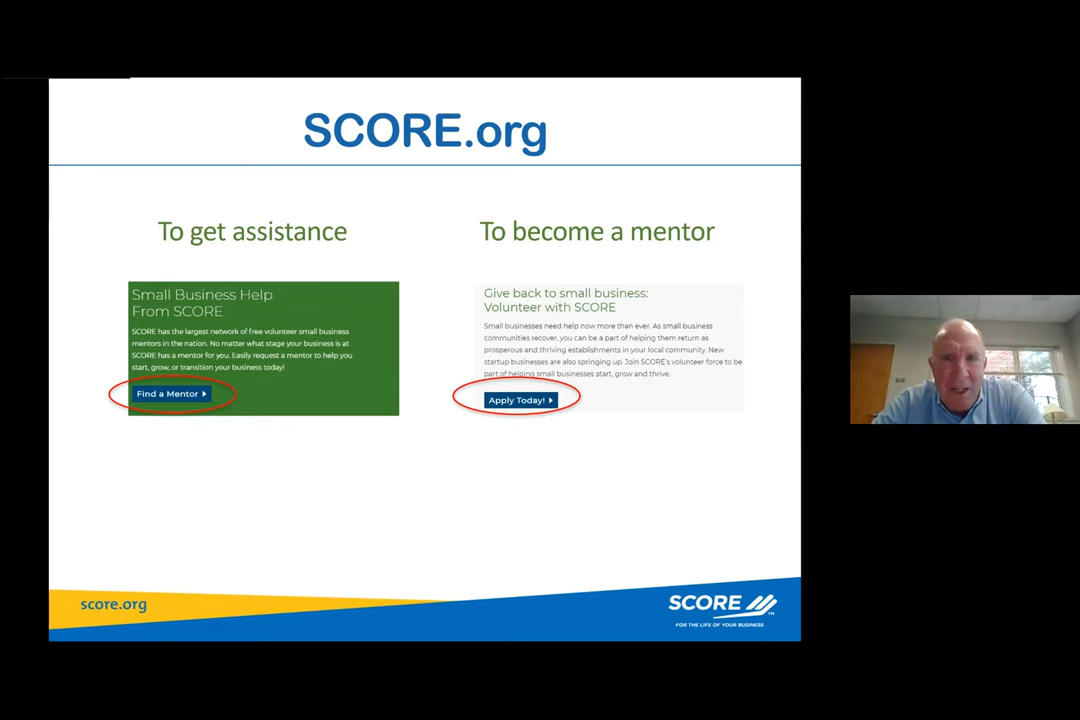 SCORE.org
To get assistance
Small Business Help
From SCORE
SCORE has the largest network of free volunteer small business
mentors in the nation. No matter what stage your business is at
SCORE has a mentor for you. Easily request a mentor to help you
start, grow, or transition your business today!
Find a Mentor
To become a mentor
Give back to small business:
Volunteer with SCORE
Small businesses need help now more than ever. As small business
communities recover, you can be a part of helping them return as
prosperous and thriving establishments in your local community. New
startup businesses are also springing up. Join SCORE's volunteer force to be
part of helping small businesses start, grow and thrive.
Apply Today!
score.org
SCORE
TM
FOR THE LIFE OF YOUR BUSINESS